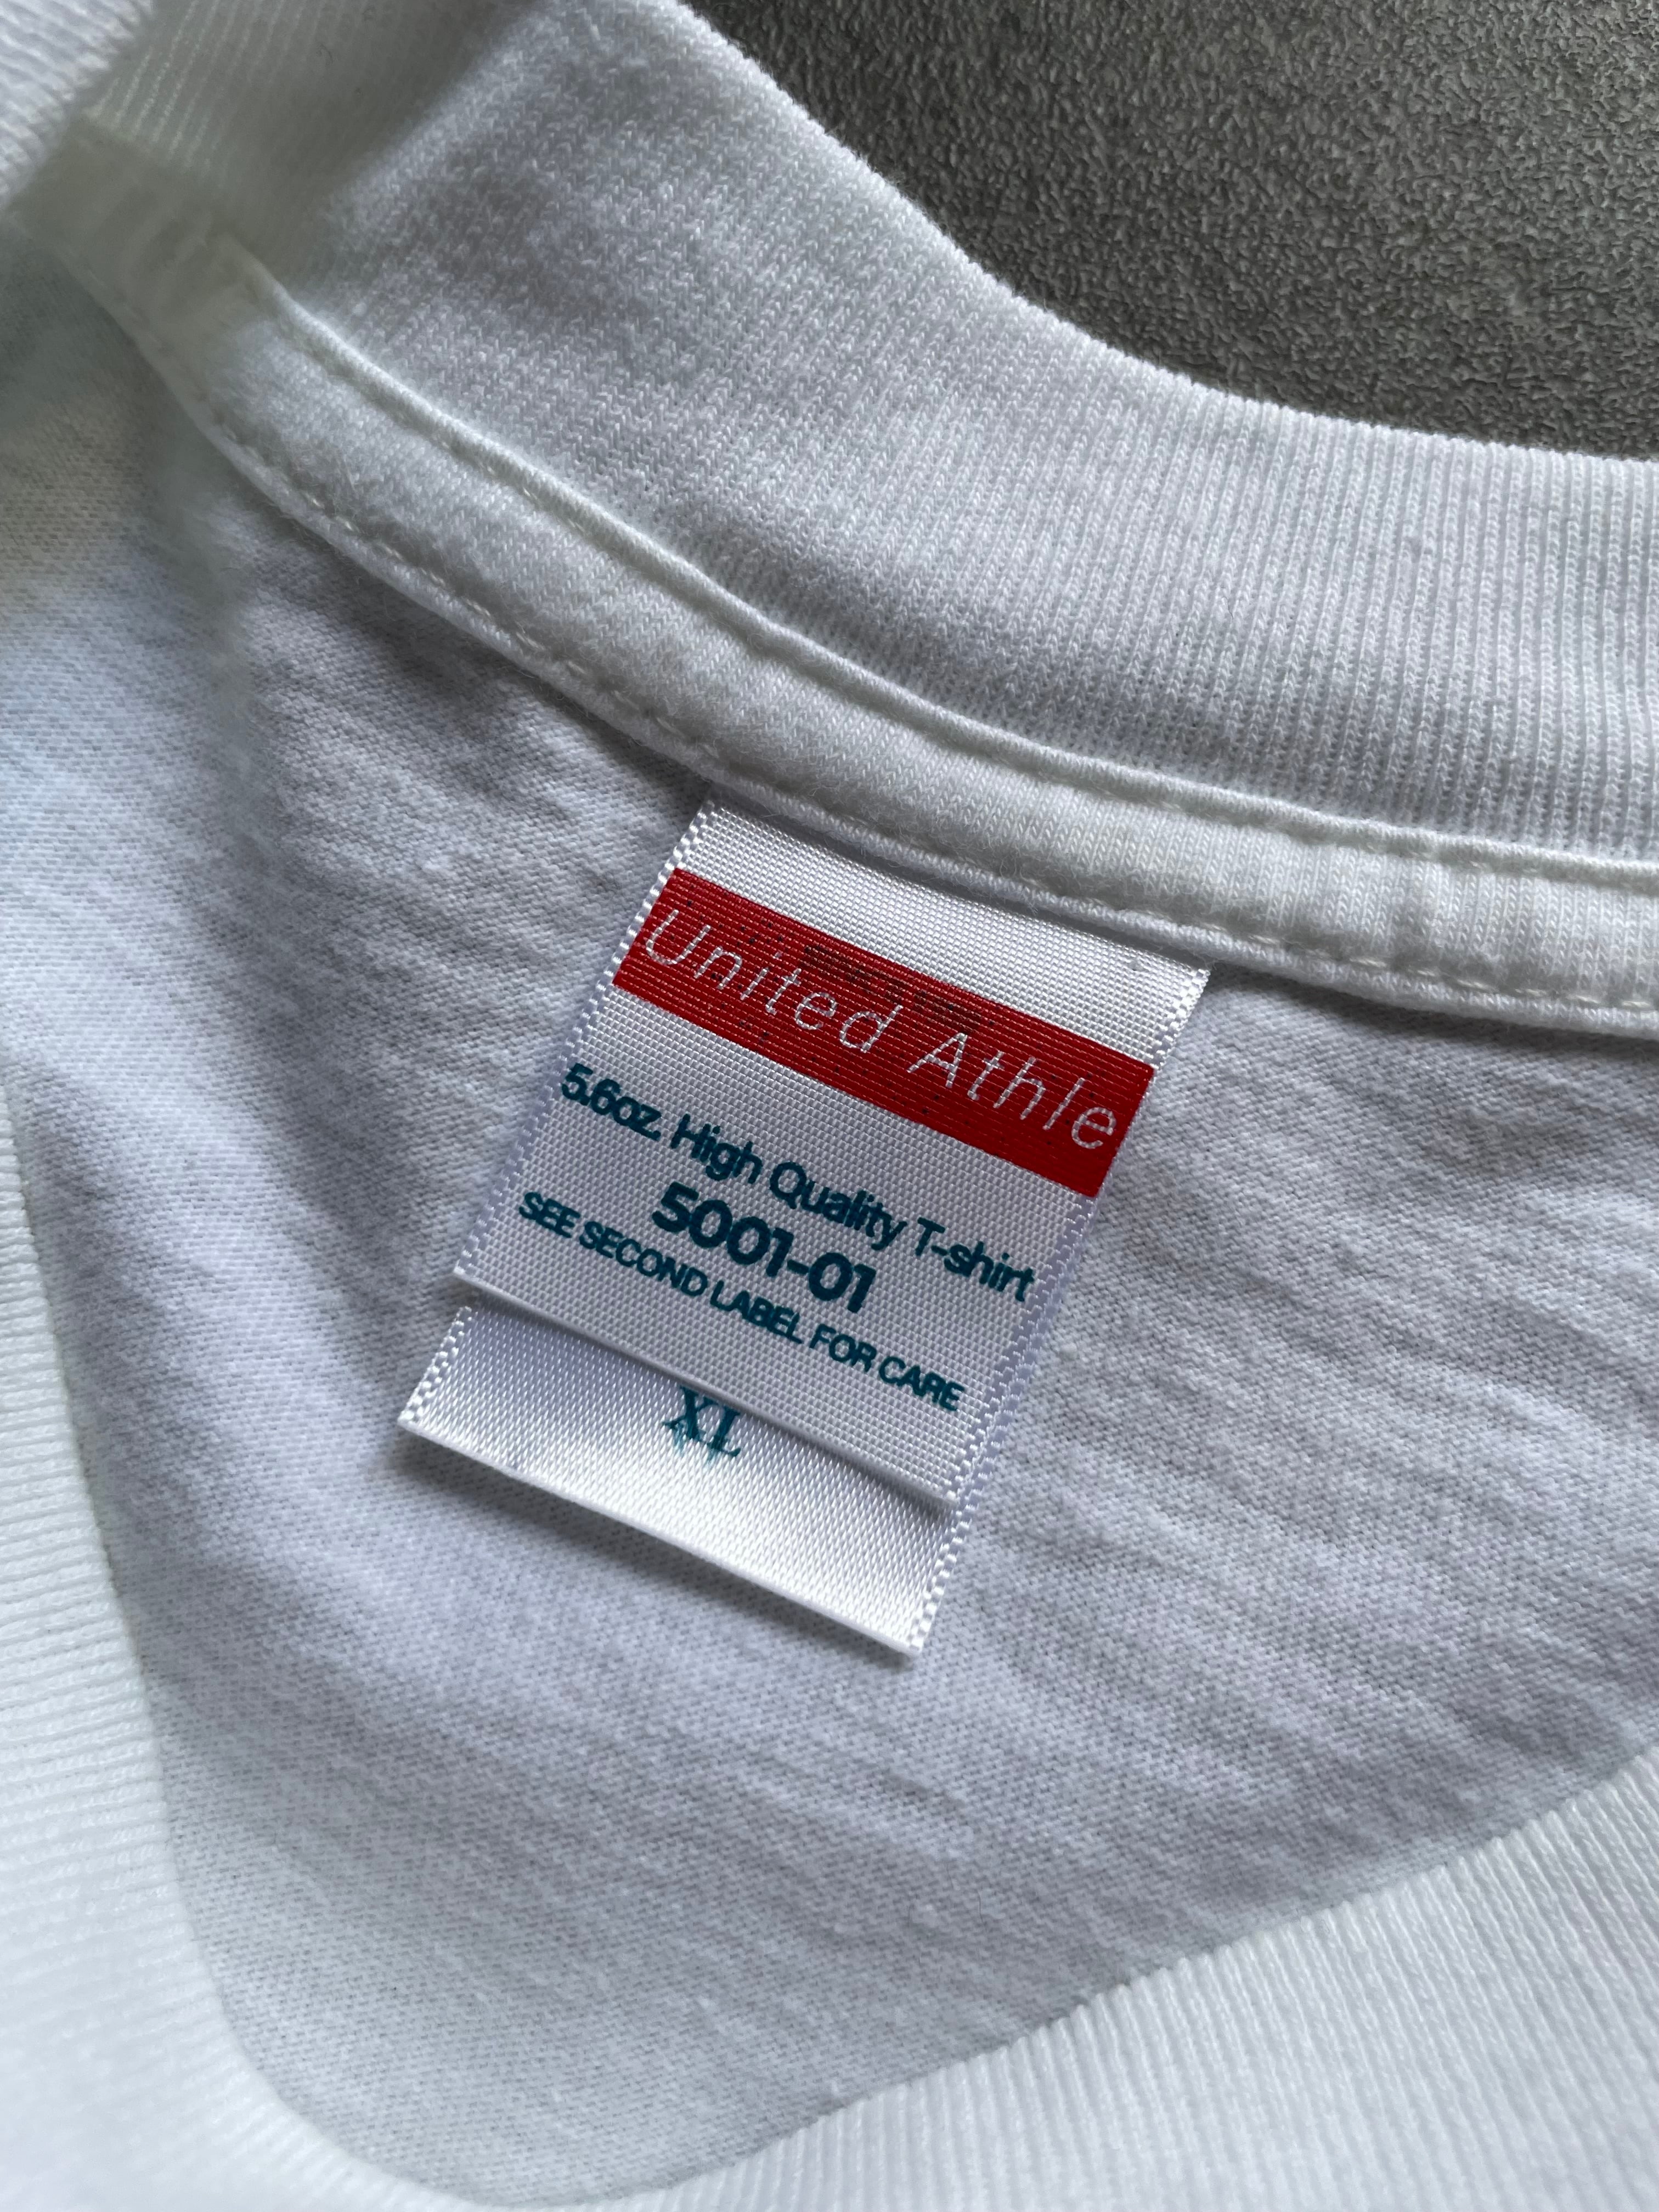 United Athle
5.6oz. High Quality T-shirt
5001-01
SEE SECOND LABEL FOR CARE
XL